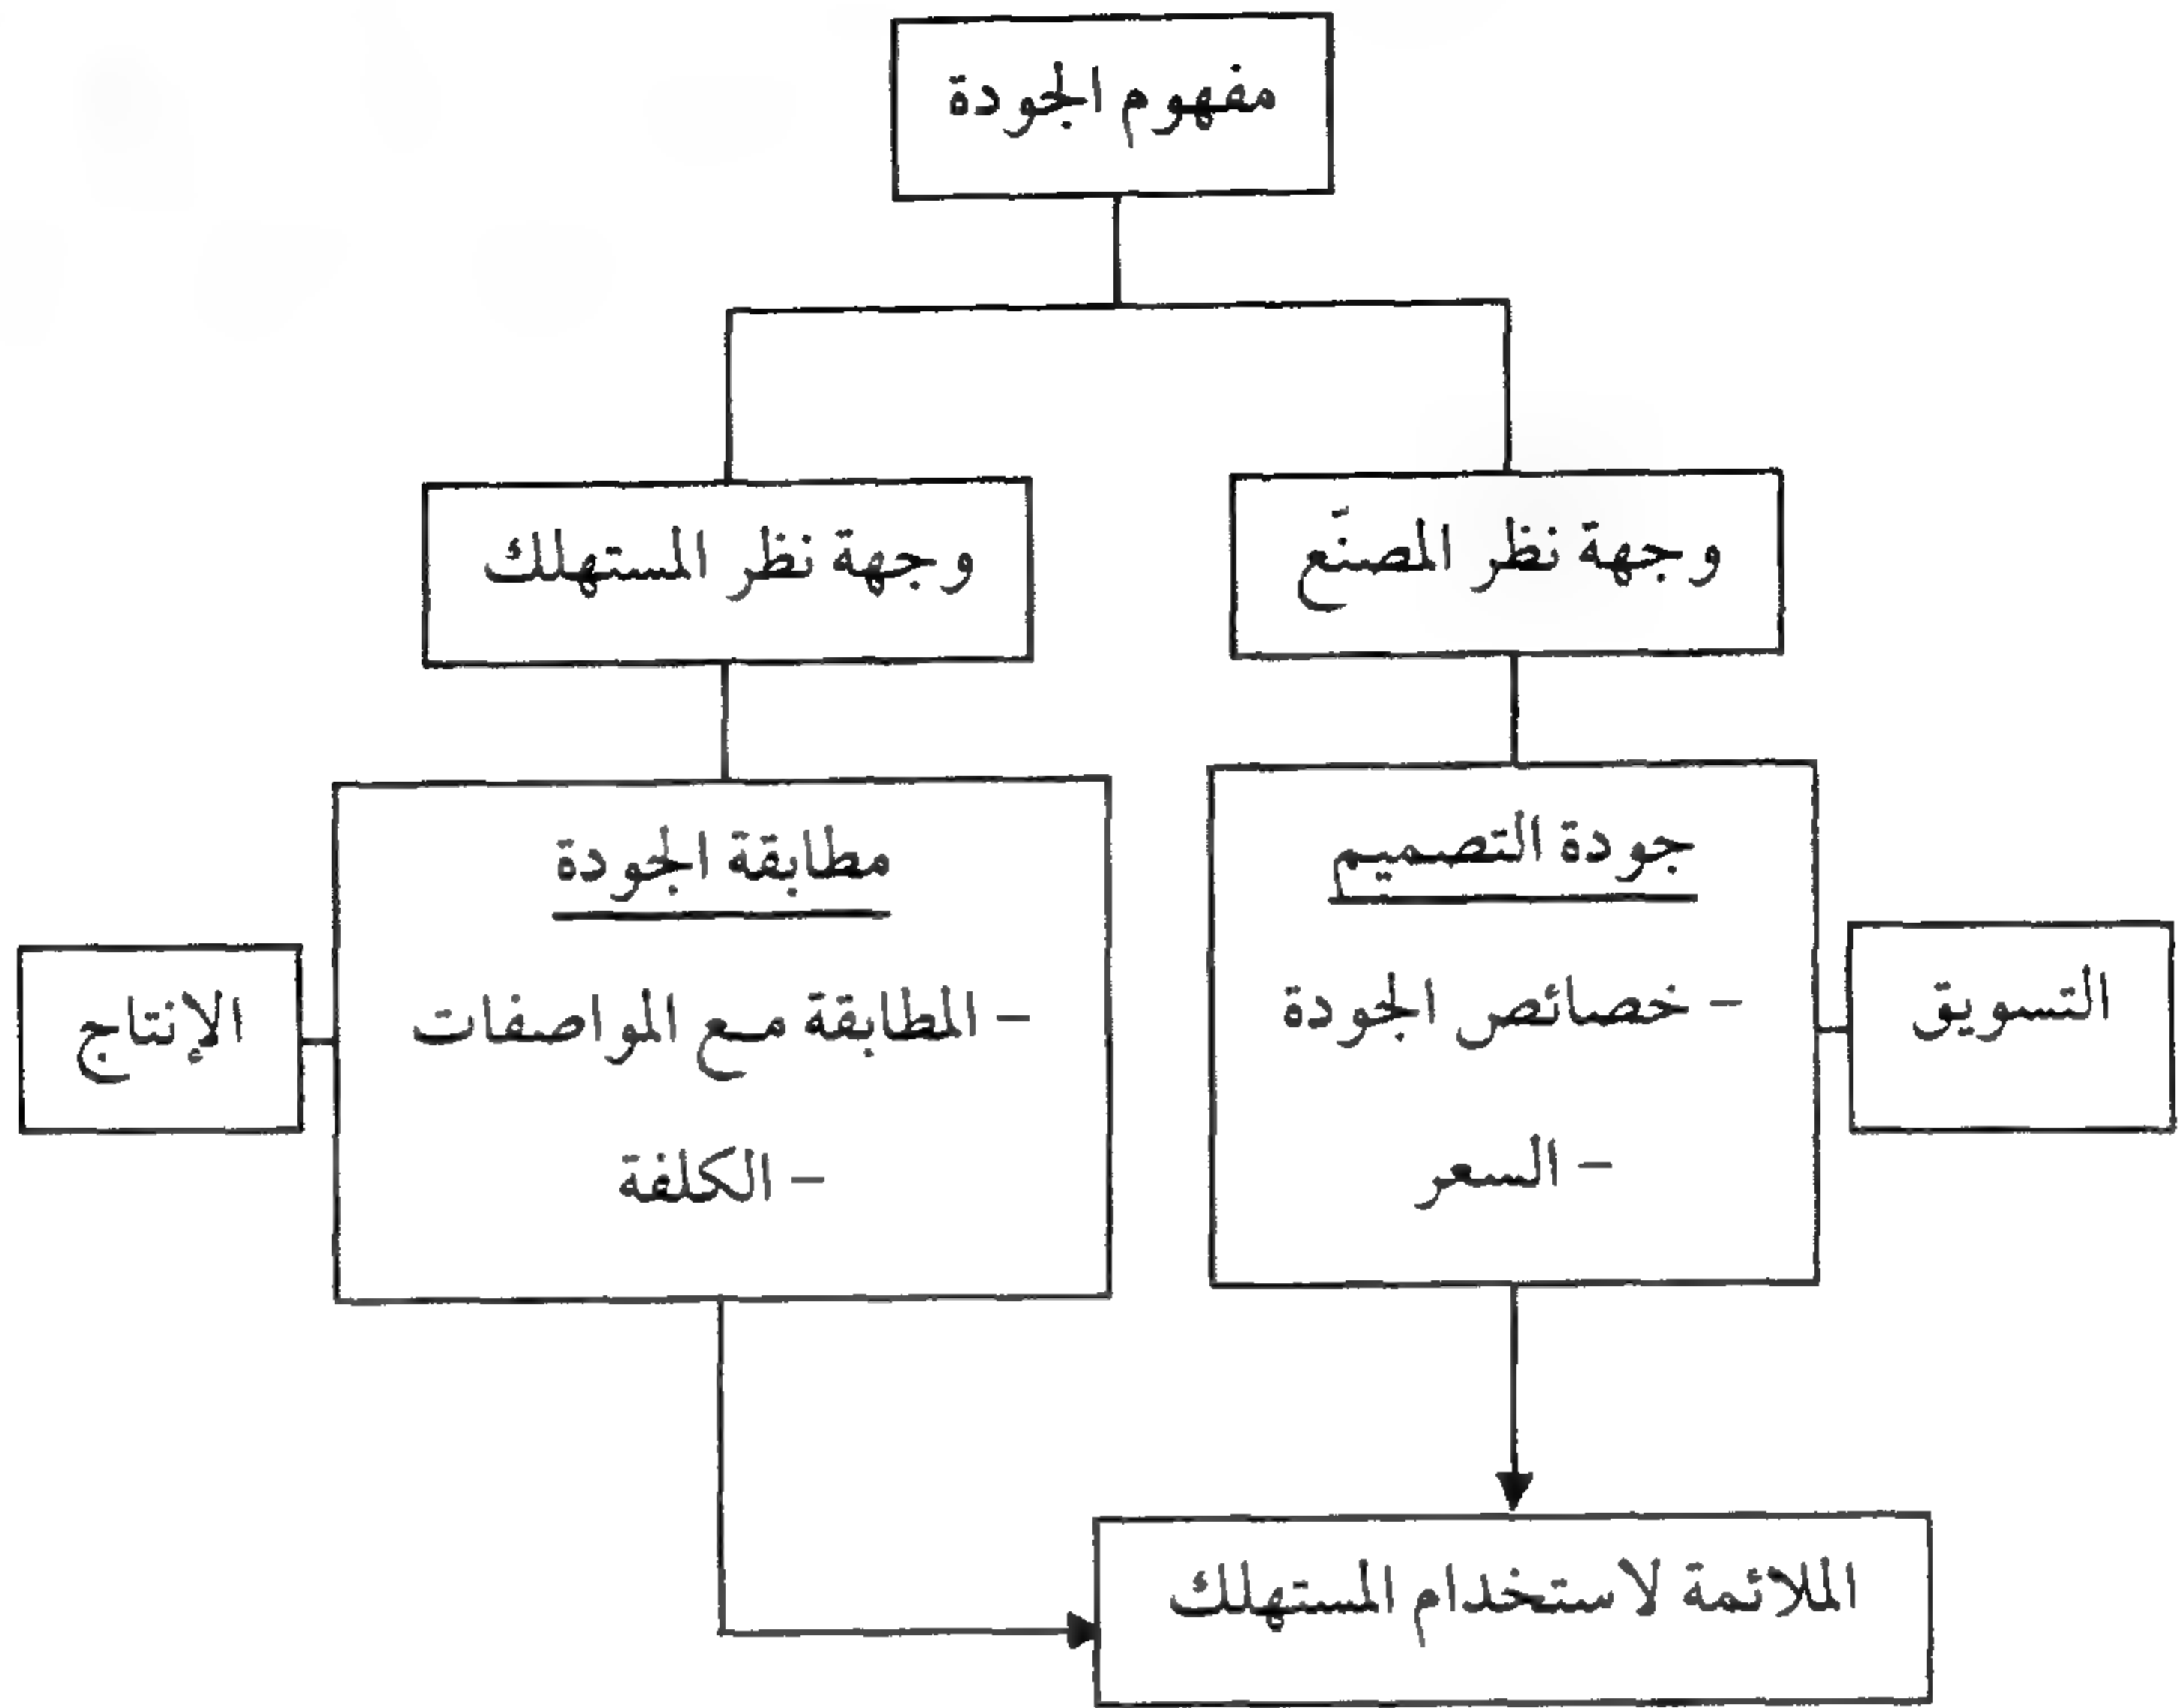 مفهوم الجودة
وجهة نظر المصنّع
وجهة نظر المستهلك
جودة التصميم
– خصائص الجودة
– السعر
التسويق
مطابقة الجودة
– المطابقة مع المواصفات
– الكلفة
الإنتاج
الملائمة لاستخدام المستهلك